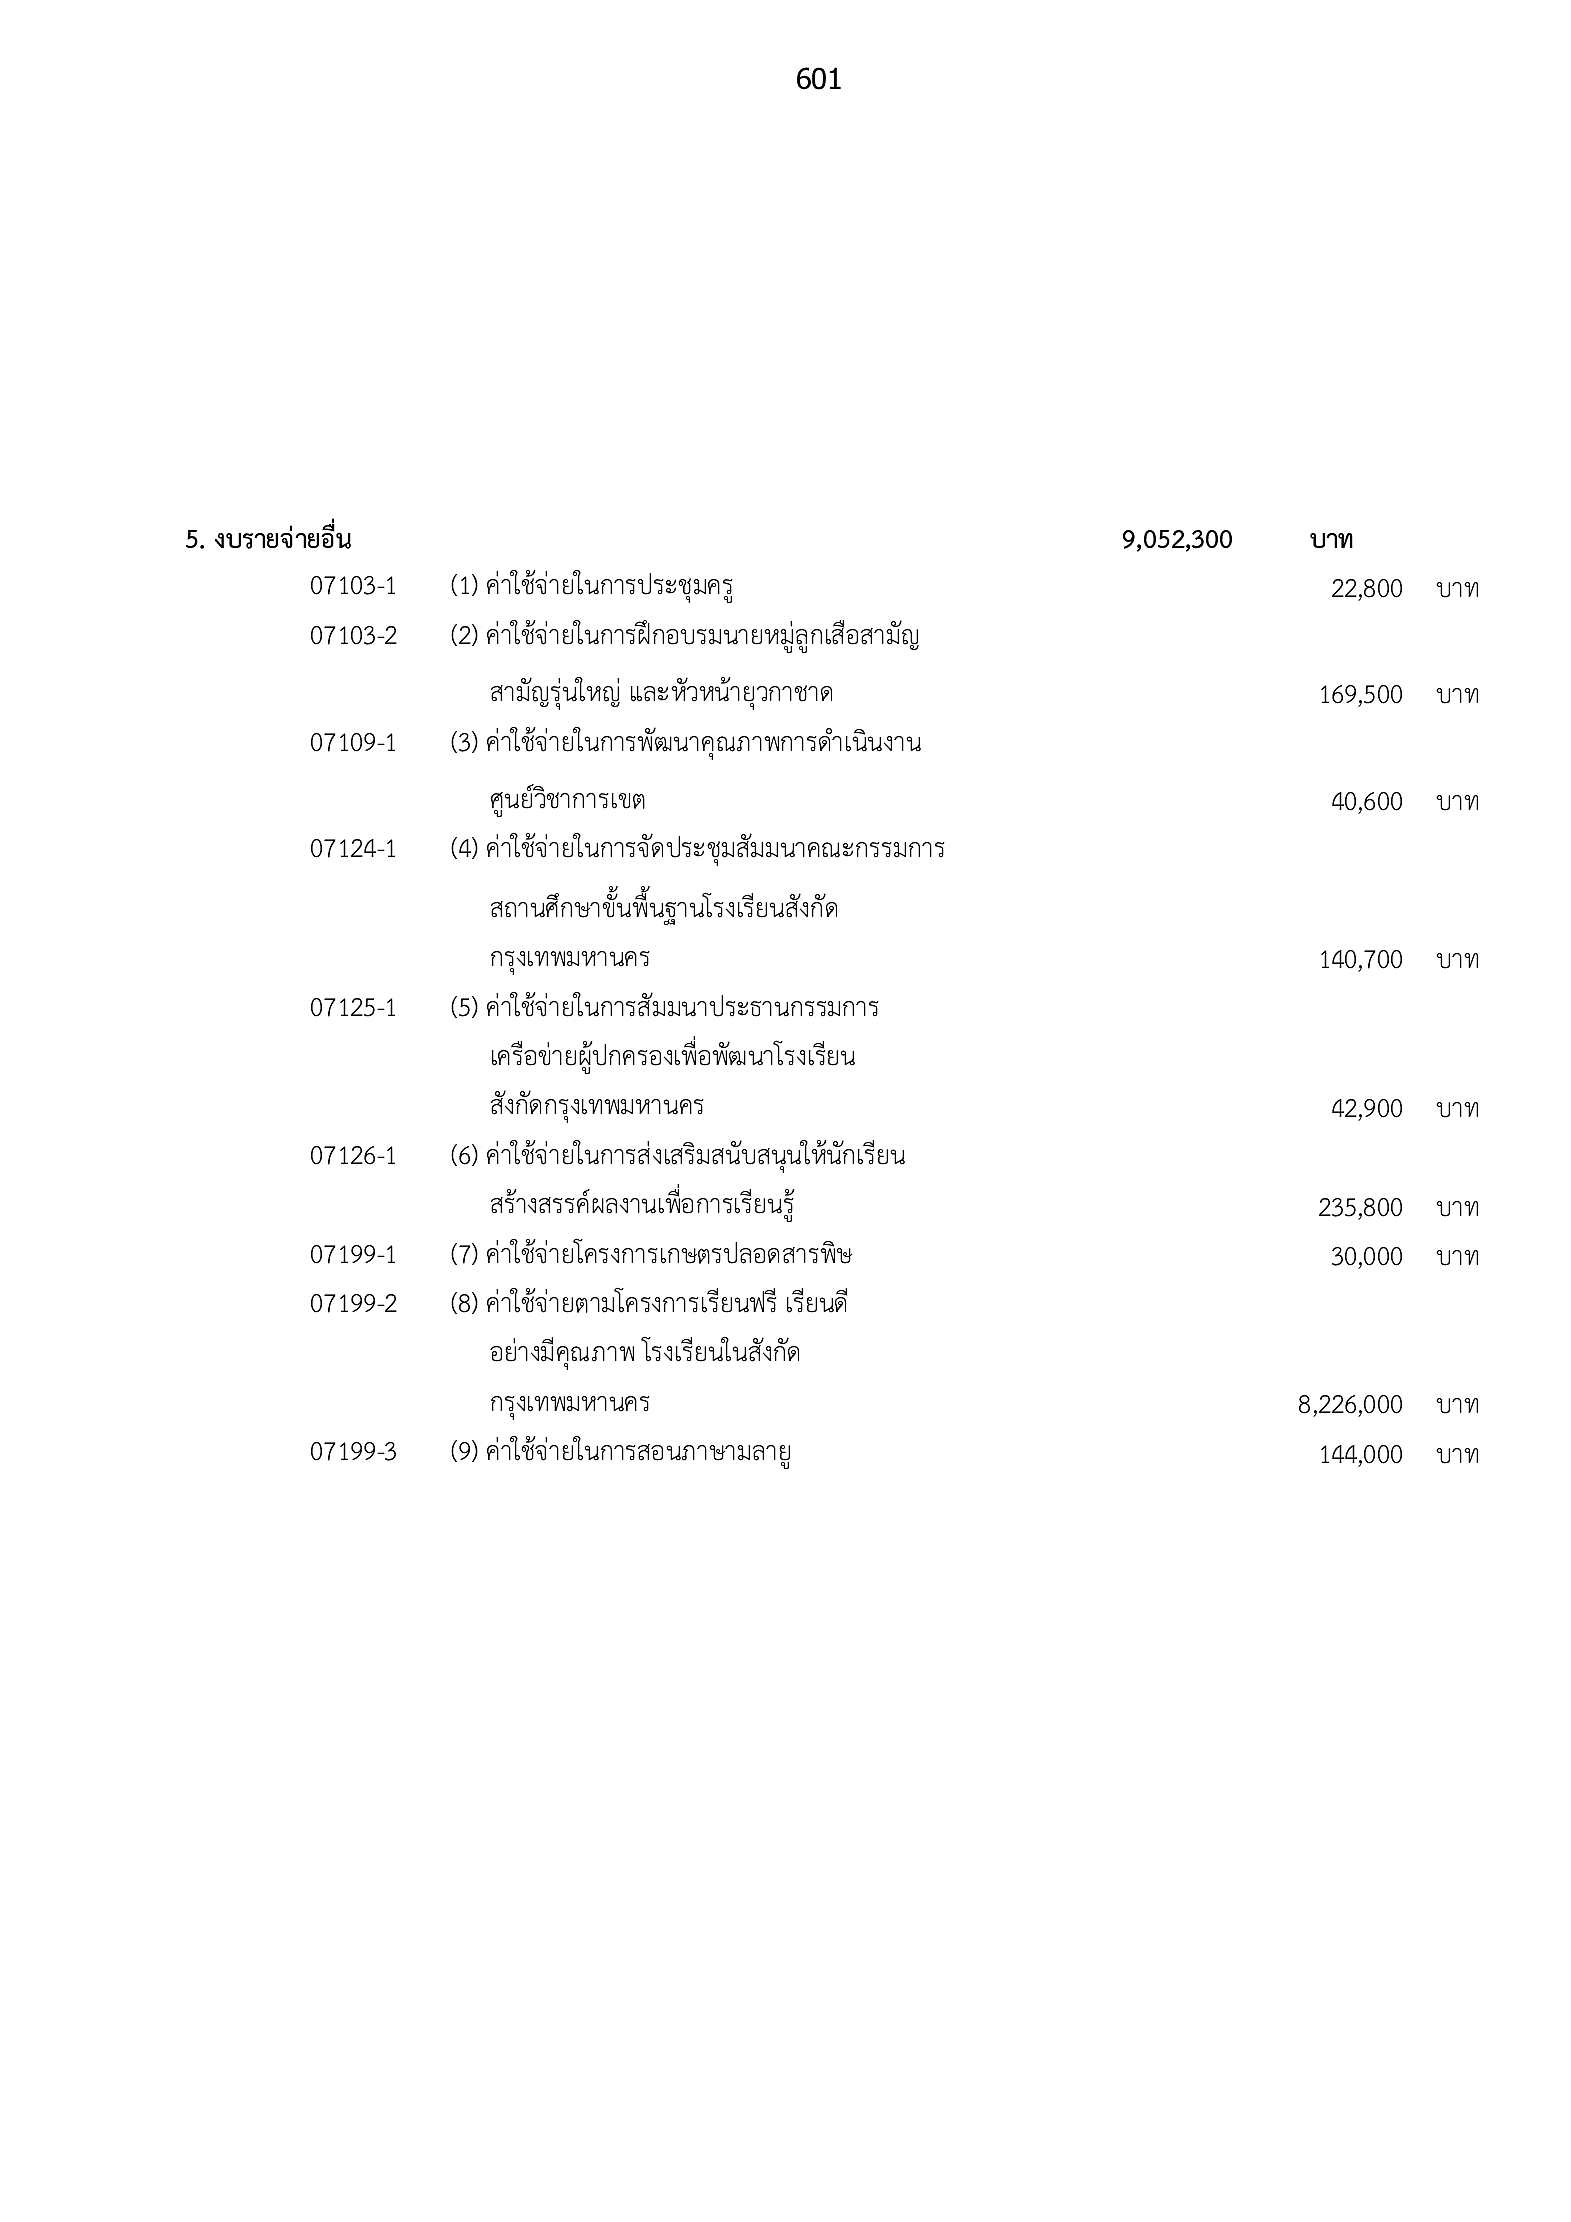 601
5. งบรายจ่ายอื่น 9,052,300 บาท
07103-1 (1) ค่าใช้จ่ายในการประชุมครู 22,800 บาท
07103-2 (2) ค่าใช้จ่ายในการฝึกอบรมนายหมู่ลูกเสือสามัญ
สามัญรุ่นใหญ่ และหัวหน้ายุวกาชาด 169,500 บาท
07109-1 (3) ค่าใช้จ่ายในการพัฒนาคุณภาพการดำเนินงาน
ศูนย์วิชาการเขต 40,600 บาท
07124-1 (4) ค่าใช้จ่ายในการจัดประชุมสัมมนาคณะกรรมการ
สถานศึกษาขั้นพื้นฐานโรงเรียนสังกัด
กรุงเทพมหานคร 140,700 บาท
07125-1 (5) ค่าใช้จ่ายในการสัมมนาประธานกรรมการ
เครือข่ายผู้ปกครองเพื่อพัฒนาโรงเรียน
สังกัดกรุงเทพมหานคร 42,900 บาท
07126-1 (6) ค่าใช้จ่ายในการส่งเสริมสนับสนุนให้นักเรียน
สร้างสรรค์ผลงานเพื่อการเรียนรู้ 235,800 บาท
07199-1 (7) ค่าใช้จ่ายโครงการเกษตรปลอดสารพิษ 30,000 บาท
07199-2 (8) ค่าใช้จ่ายตามโครงการเรียนฟรี เรียนดี
อย่างมีคุณภาพ โรงเรียนในสังกัด
กรุงเทพมหานคร 8,226,000 บาท
07199-3 (9) ค่าใช้จ่ายในการสอนภาษามลายู 144,000 บาท